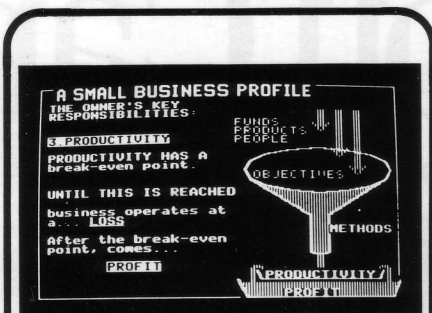 A SMALL BUSINESS PROFILE
THE OWNER'S KEY
RESPONSIBILITIES:
3.PRODUCTIVITY
PRODUCTIVITY HAS A
break-even point.
UNTIL THIS IS REACHED
business operates at
a... LOSS
After the break-even
point, comes...
PROFIT
FUNDS
PRODUCTS
PEOPLE
OBJECTIVES
METHODS
PRODUCTIVITY
PROFIT